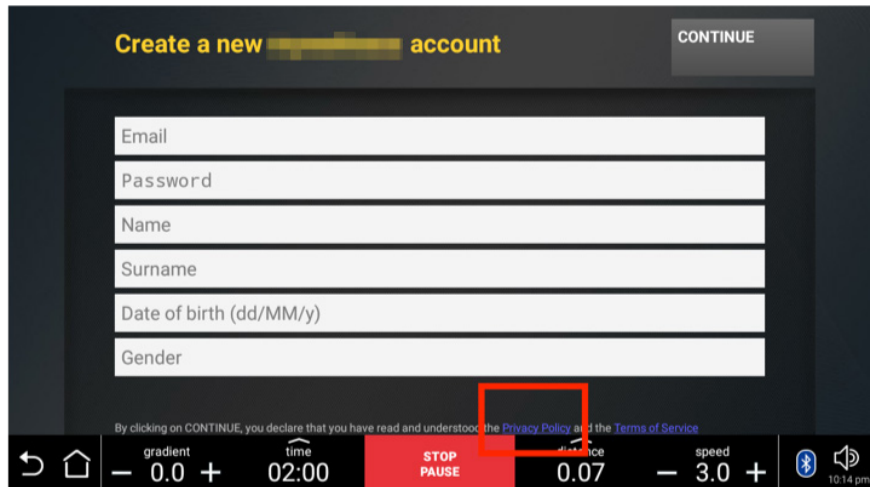 Create a new account
CONTINUE
Email
Password
Name
Surname
Date of birth (dd/MM/y)
Gender
By clicking on CONTINUE, you declare that you have read and understood the Privacy Policy and the Terms of Service
gradient
0.0
time
02:00
STOP
PAUSE
distance
0.07
speed
3.0
10:14 pm